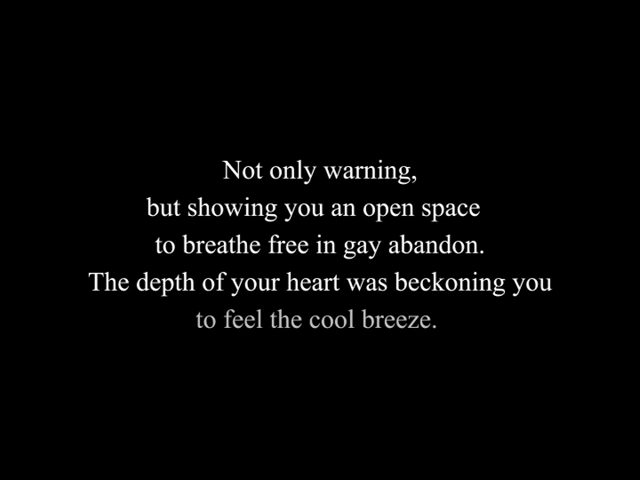 Not only warning,
but showing you an open space
to breathe free in gay abandon.
The depth of your heart was beckoning you
to feel the cool breeze.